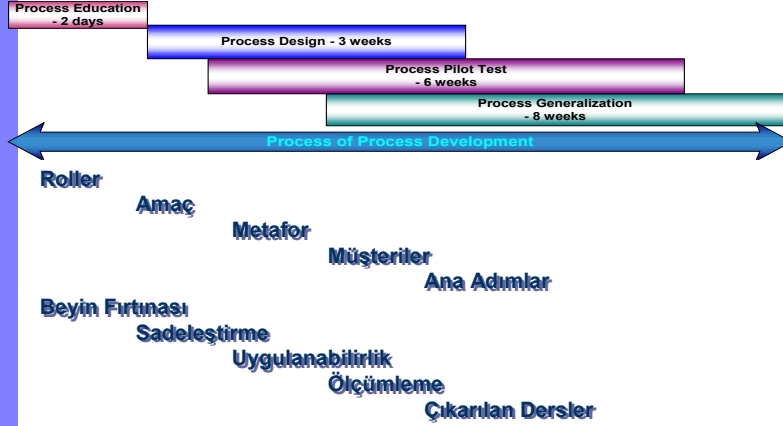 Process Education
- 2 days
Process Design - 3 weeks
Process Pilot Test
- 6 weeks
Process Generalization
- 8 weeks
Process of Process Development
Roller
Amaç
Metafor
Müşteriler
Ana Adımlar
Beyin Fırtınası
Sadeleştirme
Uygulanabilirlik
Ölçümleme
Çıkarılan Dersler